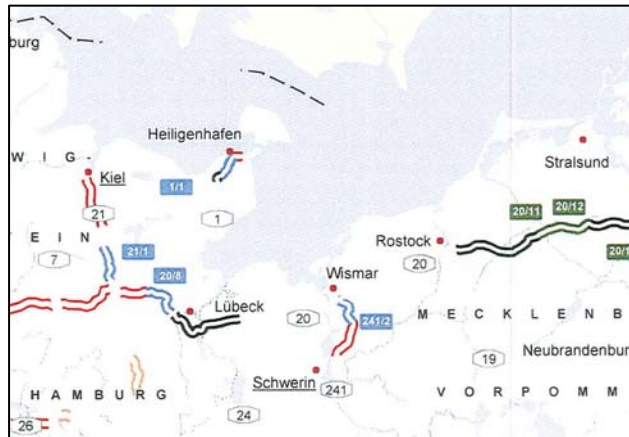 burg
Heiligenhafen
Stralsund
W I G -
Kiel
1/1
20/11
20/12
21
1
E I N
21/1
Rostock
7
20
20/1
20/8
Wismar
Lübeck
20
241/2
M E C K L E N B
19
Neubrandenbur
Schwerin
241
H A M B U R G
V O R P O M M
24
26